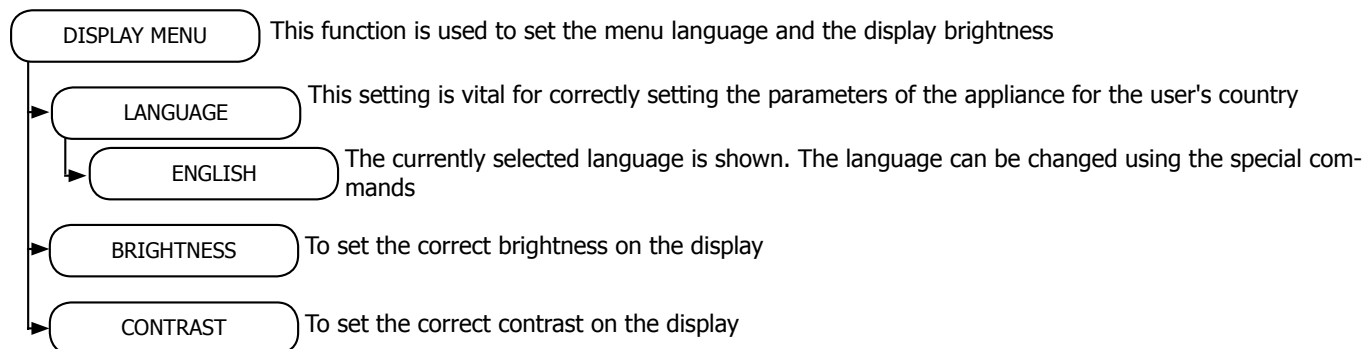 DISPLAY MENU This function is used to set the menu language and the display brightness
LANGUAGE This setting is vital for correctly setting the parameters of the appliance for the user's country
ENGLISH The currently selected language is shown. The language can be changed using the special com-
mands
BRIGHTNESS To set the correct brightness on the display
CONTRAST To set the correct contrast on the display